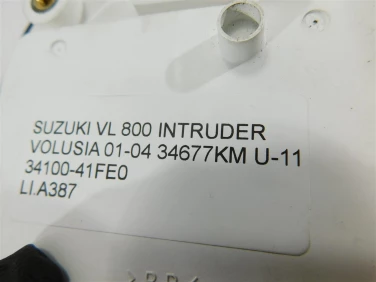 SUZUKI VL 800 INTRUDER
VOLUSIA 01-04 34677KM U-11
34100-41FE0
LI.A387